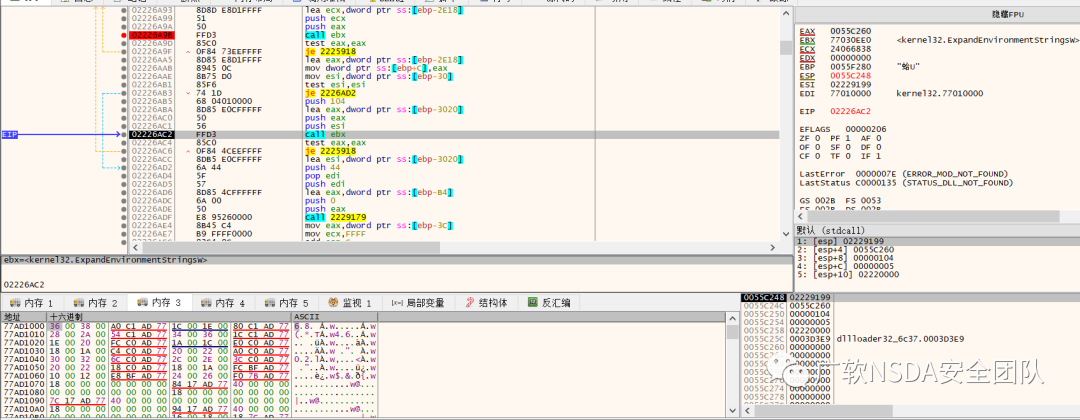 02226A93 8D8D E8D1FFFF lea ecx,dword ptr ss:[ebp-2E18]
02226A99 51 push ecx
02226A9A 50 push eax
02226A9B FFD3 call ebx
02226A9D 85C0 test eax,eax
02226A9F 0F84 73EEFFFF je 2225918
02226AA5 8D85 E8D1FFFF lea eax,dword ptr ss:[ebp-2E18]
02226AAB 8945 0C mov dword ptr ss:[ebp+C],eax
02226AAE 8B75 D0 mov esi,dword ptr ss:[ebp-30]
02226AB1 85F6 test esi,esi
02226AB3 74 1D je 2226AD2
02226AB5 68 04010000 push 104
02226ABA 8D85 E0CFFFFF lea eax,dword ptr ss:[ebp-3020]
02226AC0 50 push eax
02226AC1 56 push esi
EIP 02226AC2 FFD3 call ebx
02226AC4 85C0 test eax,eax
02226AC6 0F84 4CEEFFFF je 2225918
02226ACC 8DB5 E0CFFFFF lea esi,dword ptr ss:[ebp-3020]
02226AD2 6A 44 push 44
02226AD4 5F pop edi
02226AD5 57 push edi
02226AD6 8D85 4CFFFFFF lea eax,dword ptr ss:[ebp-B4]
02226ADC 6A 00 push 0
02226ADE 50 push eax
02226ADF E8 95260000 call 2229179
02226AE4 8B45 C4 mov eax,dword ptr ss:[ebp-3C]
02226AE7 B9 FFFF0000 mov ecx,FFFF
ebx=<kernel32.ExpandEnvironmentStringsW>
02226AC2
隐藏FPU
EAX 0055C260
EBX 77030EE0 <kernel32.ExpandEnvironmentStringsW>
ECX 24066838
EDX 00000000
EBP 0055F280 "蛤U"
ESP 0055C248
ESI 02229199
EDI 77010000 kernel32.77010000
EIP 02226AC2
EFLAGS 00000206
ZF 0 PF 1 AF 0
OF 0 SF 0 DF 0
CF 0 TF 0 IF 1
LastError 0000007E (ERROR_MOD_NOT_FOUND)
LastStatus C0000135 (STATUS_DLL_NOT_FOUND)
GS 002B FS 0053
默认 (stdcall)
1: [esp] 02229199
2: [esp+4] 0055C260
3: [esp+8] 00000104
4: [esp+C] 00000005
5: [esp+10] 02220000
内存 1 内存 2 内存 3 内存 4 内存 5 监视 1 局部变量 结构体 反汇编
地址 十六进制 ASCII
77AD1000 36 00 38 00 A0 C1 AD 77 1C 00 1E 00 80 C1 AD 77
77AD1010 28 00 2A 00 54 C1 AD 77 34 00 36 00 1C C1 AD 77
77AD1020 1E 00 20 00 FC C0 AD 77 1A 00 1C 00 E0 C0 AD 77
77AD1030 18 00 1A 00 C4 C0 AD 77 20 00 22 00 A0 C0 AD 77
77AD1040 30 00 32 00 6C C0 AD 77 2C 00 2E 00 3C C0 AD 77
77AD1050 20 00 22 00 18 C0 AD 77 18 00 1A 00 FC BF AD 77
77AD1060 10 00 12 00 E8 BF AD 77 24 00 26 00 F0 76 AD 77
77AD1070 18 00 00 00 00 00 00 00 84 17 AD 77 40 00 00 00
77AD1080 00 00 00 00 00 00 00 00 18 00 00 00 00 00 00 00
77AD1090 7C 17 AD 77 40 00 00 00 00 00 00 00 00 00 00 00
77AD10A0 18 00 00 00 00 00 00 00 94 17 AD 77 40 00 00 00
0055C248 02229199
0055C24C 0055C260
0055C250 00000104
0055C254 00000005
0055C258 02220000
0055C25C 0003D3E9 dllloader32_6c37.0003D3E9
0055C260 00000000
软NSDA安全团队